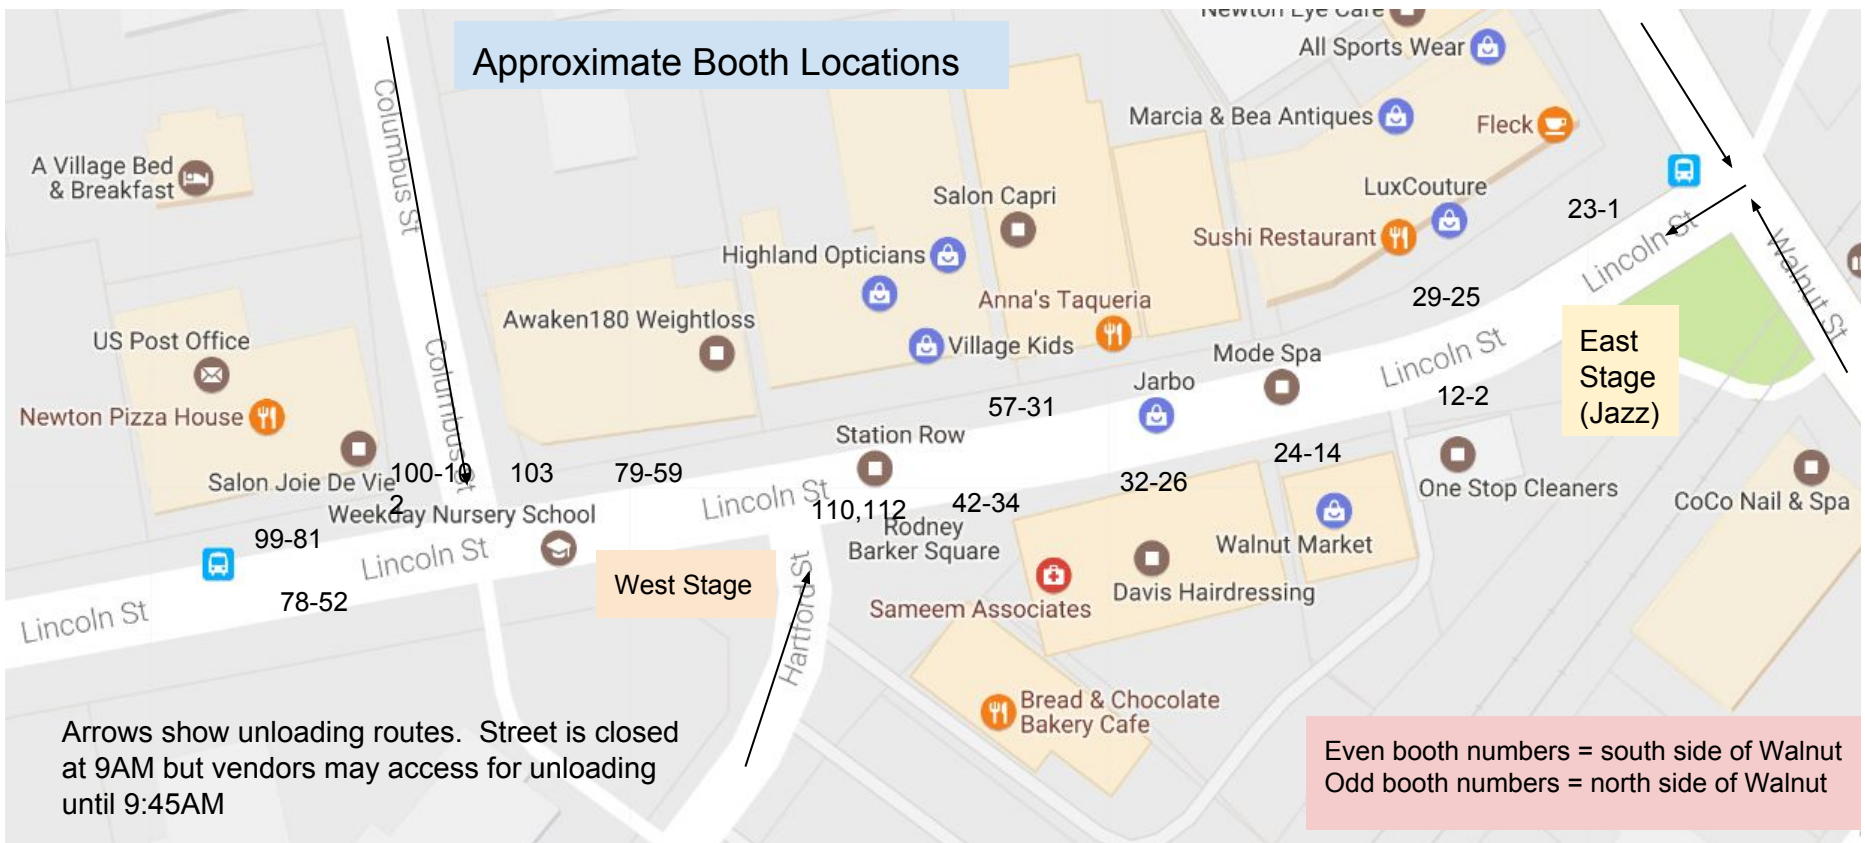 Newton Eye Care
All Sports Wear
Approximate Booth Locations
Marcia & Bea Antiques
Fleck
Columbus St
A Village Bed
& Breakfast
LuxCouture
Salon Capri
23-1
Sushi Restaurant
Lincoln St
Walnut St
Highland Opticians
Anna's Taqueria
29-25
Awaken180 Weightloss
US Post Office
Village Kids
Mode Spa
Lincoln St
East
Stage
(Jazz)
Columbus St
Jarbo
12-2
Newton Pizza House
57-31
Station Row
24-14
Salon Joie De Vie
100-10
2
103
79-59
32-26
One Stop Cleaners
CoCo Nail & Spa
Lincoln St
110,112
42-34
Weekday Nursery School
Rodney
Barker Square
Walnut Market
99-81
Lincoln St
West Stage
Hartford St
Davis Hairdressing
Sameem Associates
78-52
Lincoln St
Bread & Chocolate
Bakery Cafe
Arrows show unloading routes.  Street is closed
at 9AM but vendors may access for unloading
until 9:45AM
Even booth numbers = south side of Walnut
Odd booth numbers = north side of Walnut